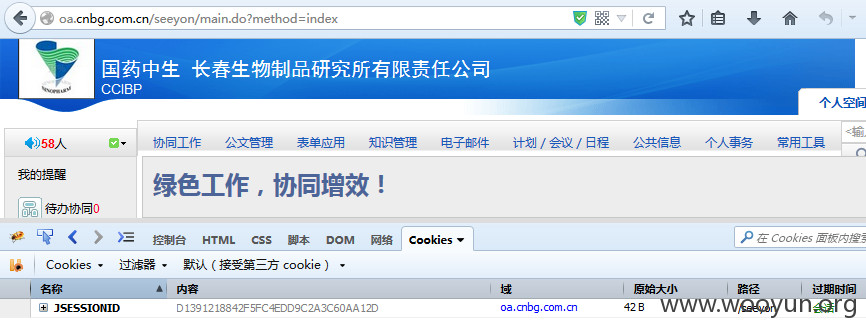 oa.cnbg.com.cn/seeyon/main.do?method=index
国药中生 长春生物制品研究所有限责任公司
SINOPHARM
CCIBP
个人空间
58人
协同工作 公文管理 表单应用 知识管理 电子邮件 计划 / 会议 / 日程 公共信息 个人事务 常用工具
<输
我的提醒
绿色工作，协同增效！
待办协同0
控制台 HTML CSS 脚本 DOM 网络 Cookies
在 Cookies 面板内搜索
Cookies 过滤器 默认（接受第三方 cookie）
名称 内容 域 原始大小 路径 过期时间
JSESSIONID D1391218842F5FC4EDD9C2A3C60AA12D oa.cnbg.com.cn 42 B /seeyon 会话
www.wooyun.org